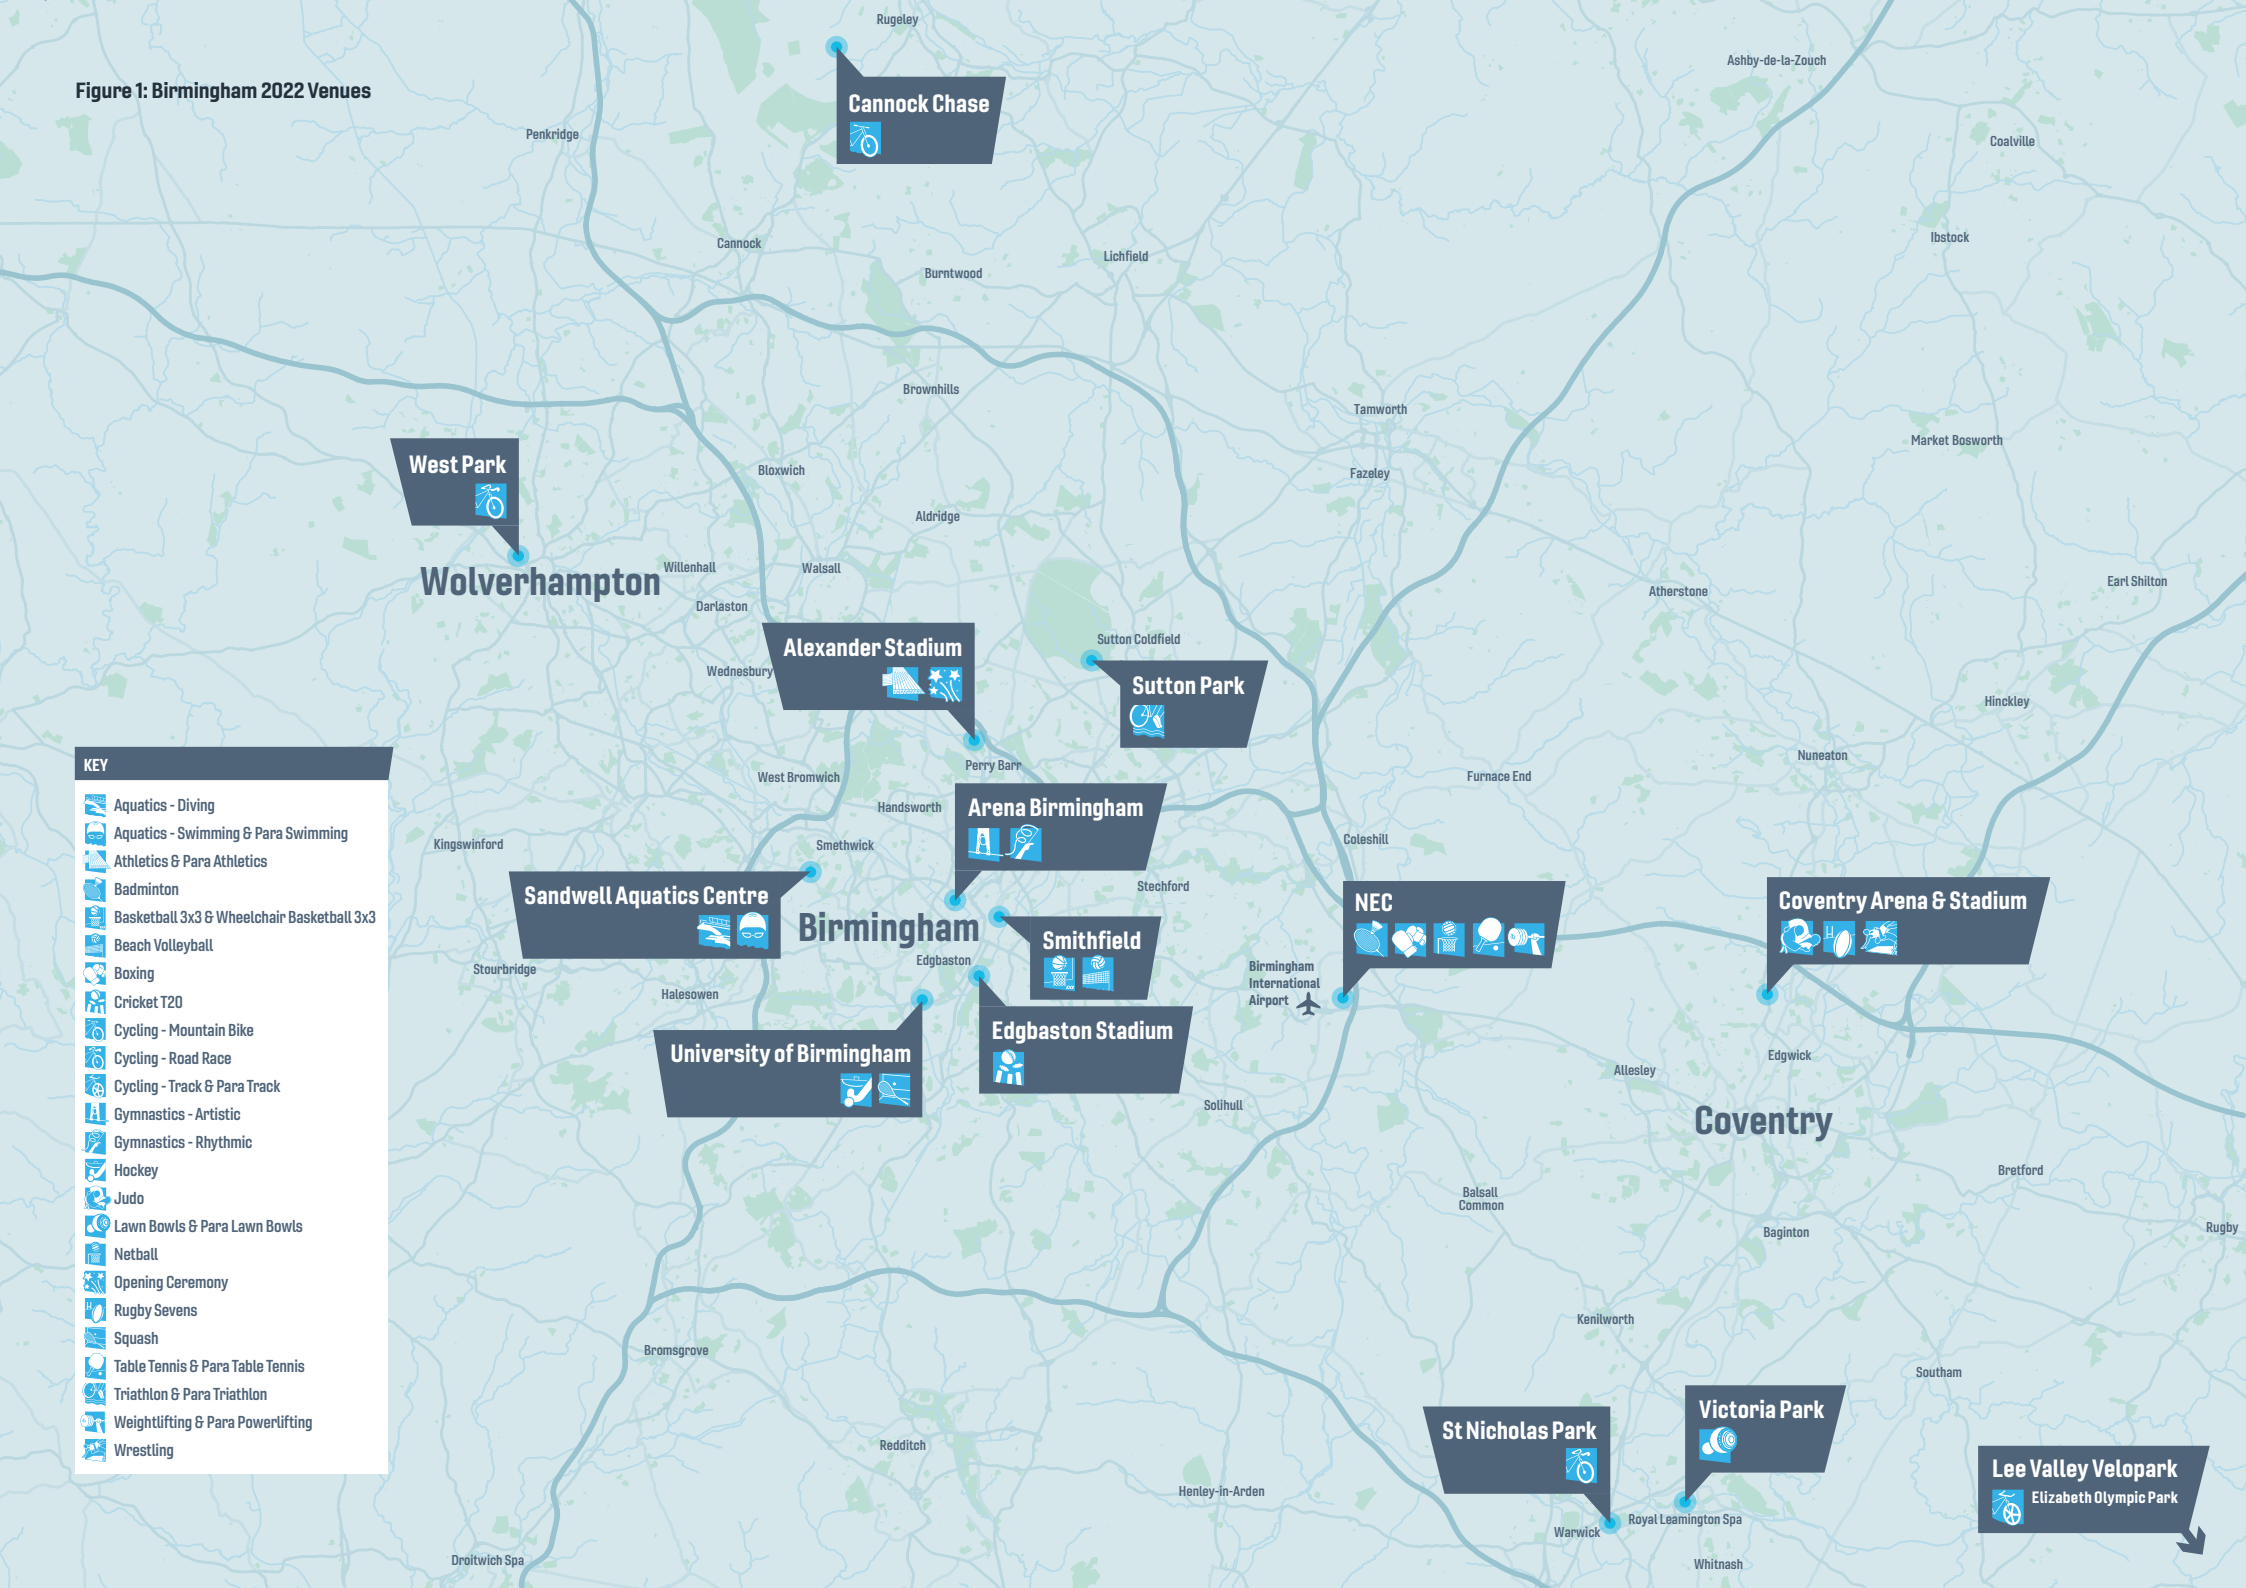 Figure 1: Birmingham 2022 Venues
Rugeley
Ashby-de-la-Zouch
Cannock Chase
Penkridge
Coalville
Cannock
Burntwood
Lichfield
Ibstock
Brownhills
Tamworth
Market Bosworth
West Park
Bloxwich
Fazeley
Aldridge
Wolverhampton
Willenhall
Walsall
Darlaston
Atherstone
Earl Shilton
Alexander Stadium
Sutton Coldfield
Wednesbury
Sutton Park
Hinckley
Perry Barr
West Bromwich
Nuneaton
Furnace End
Handsworth
Arena Birmingham
Kingswinford
Smethwick
Coleshill
Stechford
Sandwell Aquatics Centre
Birmingham
NEC
Coventry Arena & Stadium
Smithfield
Edgbaston
Stourbridge
Halesowen
Birmingham
International
Airport
University of Birmingham
Edgbaston Stadium
Edgwick
Allesley
Solihull
Coventry
Bretford
Balsall
Common
Baginton
Rugby
Kenilworth
Bromsgrove
Southam
St Nicholas Park
Victoria Park
Redditch
Henley-in-Arden
Lee Valley Velopark
Elizabeth Olympic Park
Warwick
Royal Leamington Spa
Whitnash
Droitwich Spa
KEY
Aquatics - Diving
Aquatics - Swimming & Para Swimming
Athletics & Para Athletics
Badminton
Basketball 3x3 & Wheelchair Basketball 3x3
Beach Volleyball
Boxing
Cricket T20
Cycling - Mountain Bike
Cycling - Road Race
Cycling - Track & Para Track
Gymnastics - Artistic
Gymnastics - Rhythmic
Hockey
Judo
Lawn Bowls & Para Lawn Bowls
Netball
Opening Ceremony
Rugby Sevens
Squash
Table Tennis & Para Table Tennis
Triathlon & Para Triathlon
Weightlifting & Para Powerlifting
Wrestling